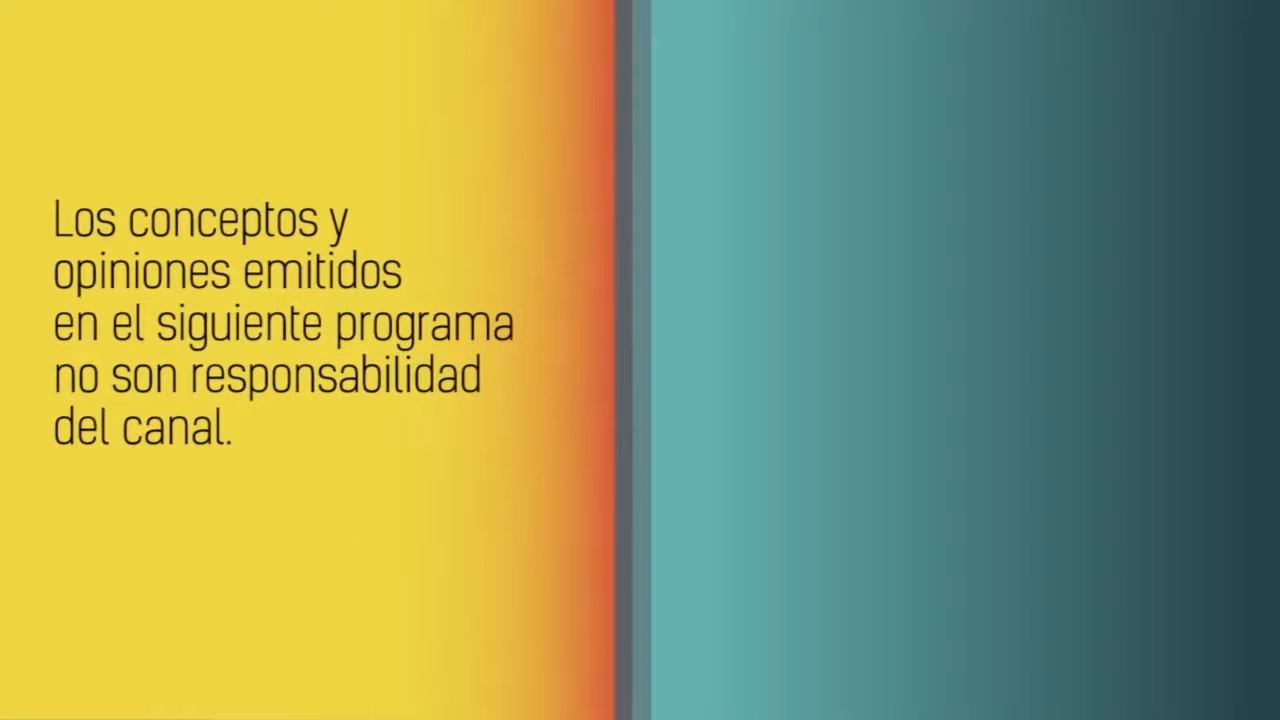 Los conceptos y
opiniones emitidos
en el siguiente programa
no son responsabilidad
del canal.